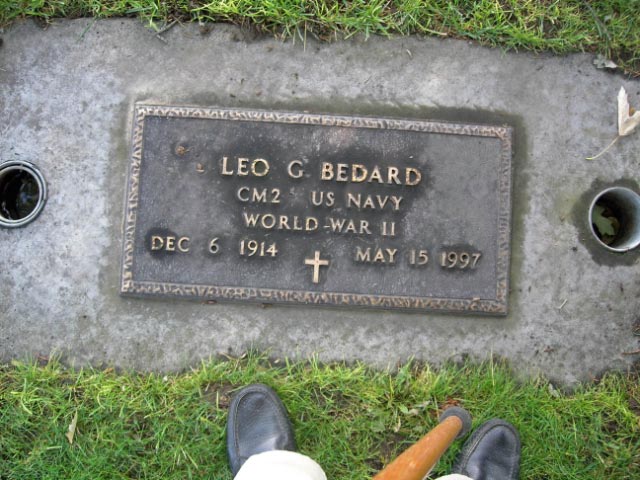 LEO G BEDARD
CM2 US NAVY
WORLD WAR II
DEC 6 1914 MAY 15 1997